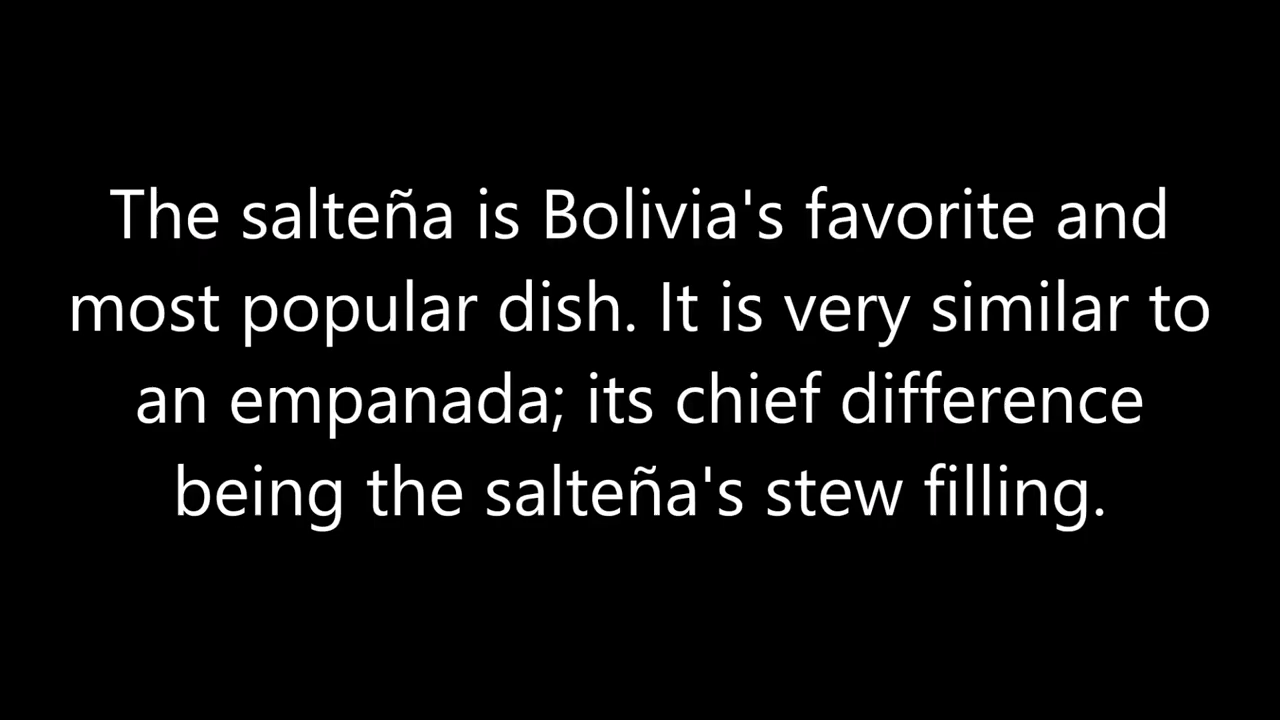 The salteña is Bolivia's favorite and
most popular dish. It is very similar to
an empanada; its chief difference
being the salteña's stew filling.